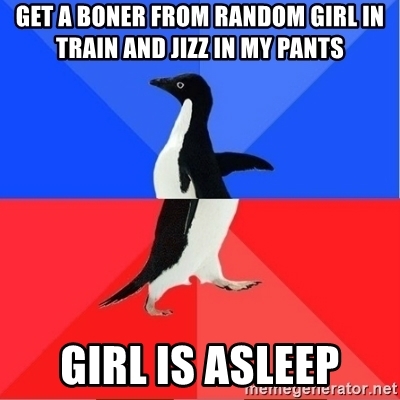 GET A BONER FROM RANDOM GIRL IN
TRAIN AND JIZZ IN MY PANTS
GIRL IS ASLEEP
memegenerator.net